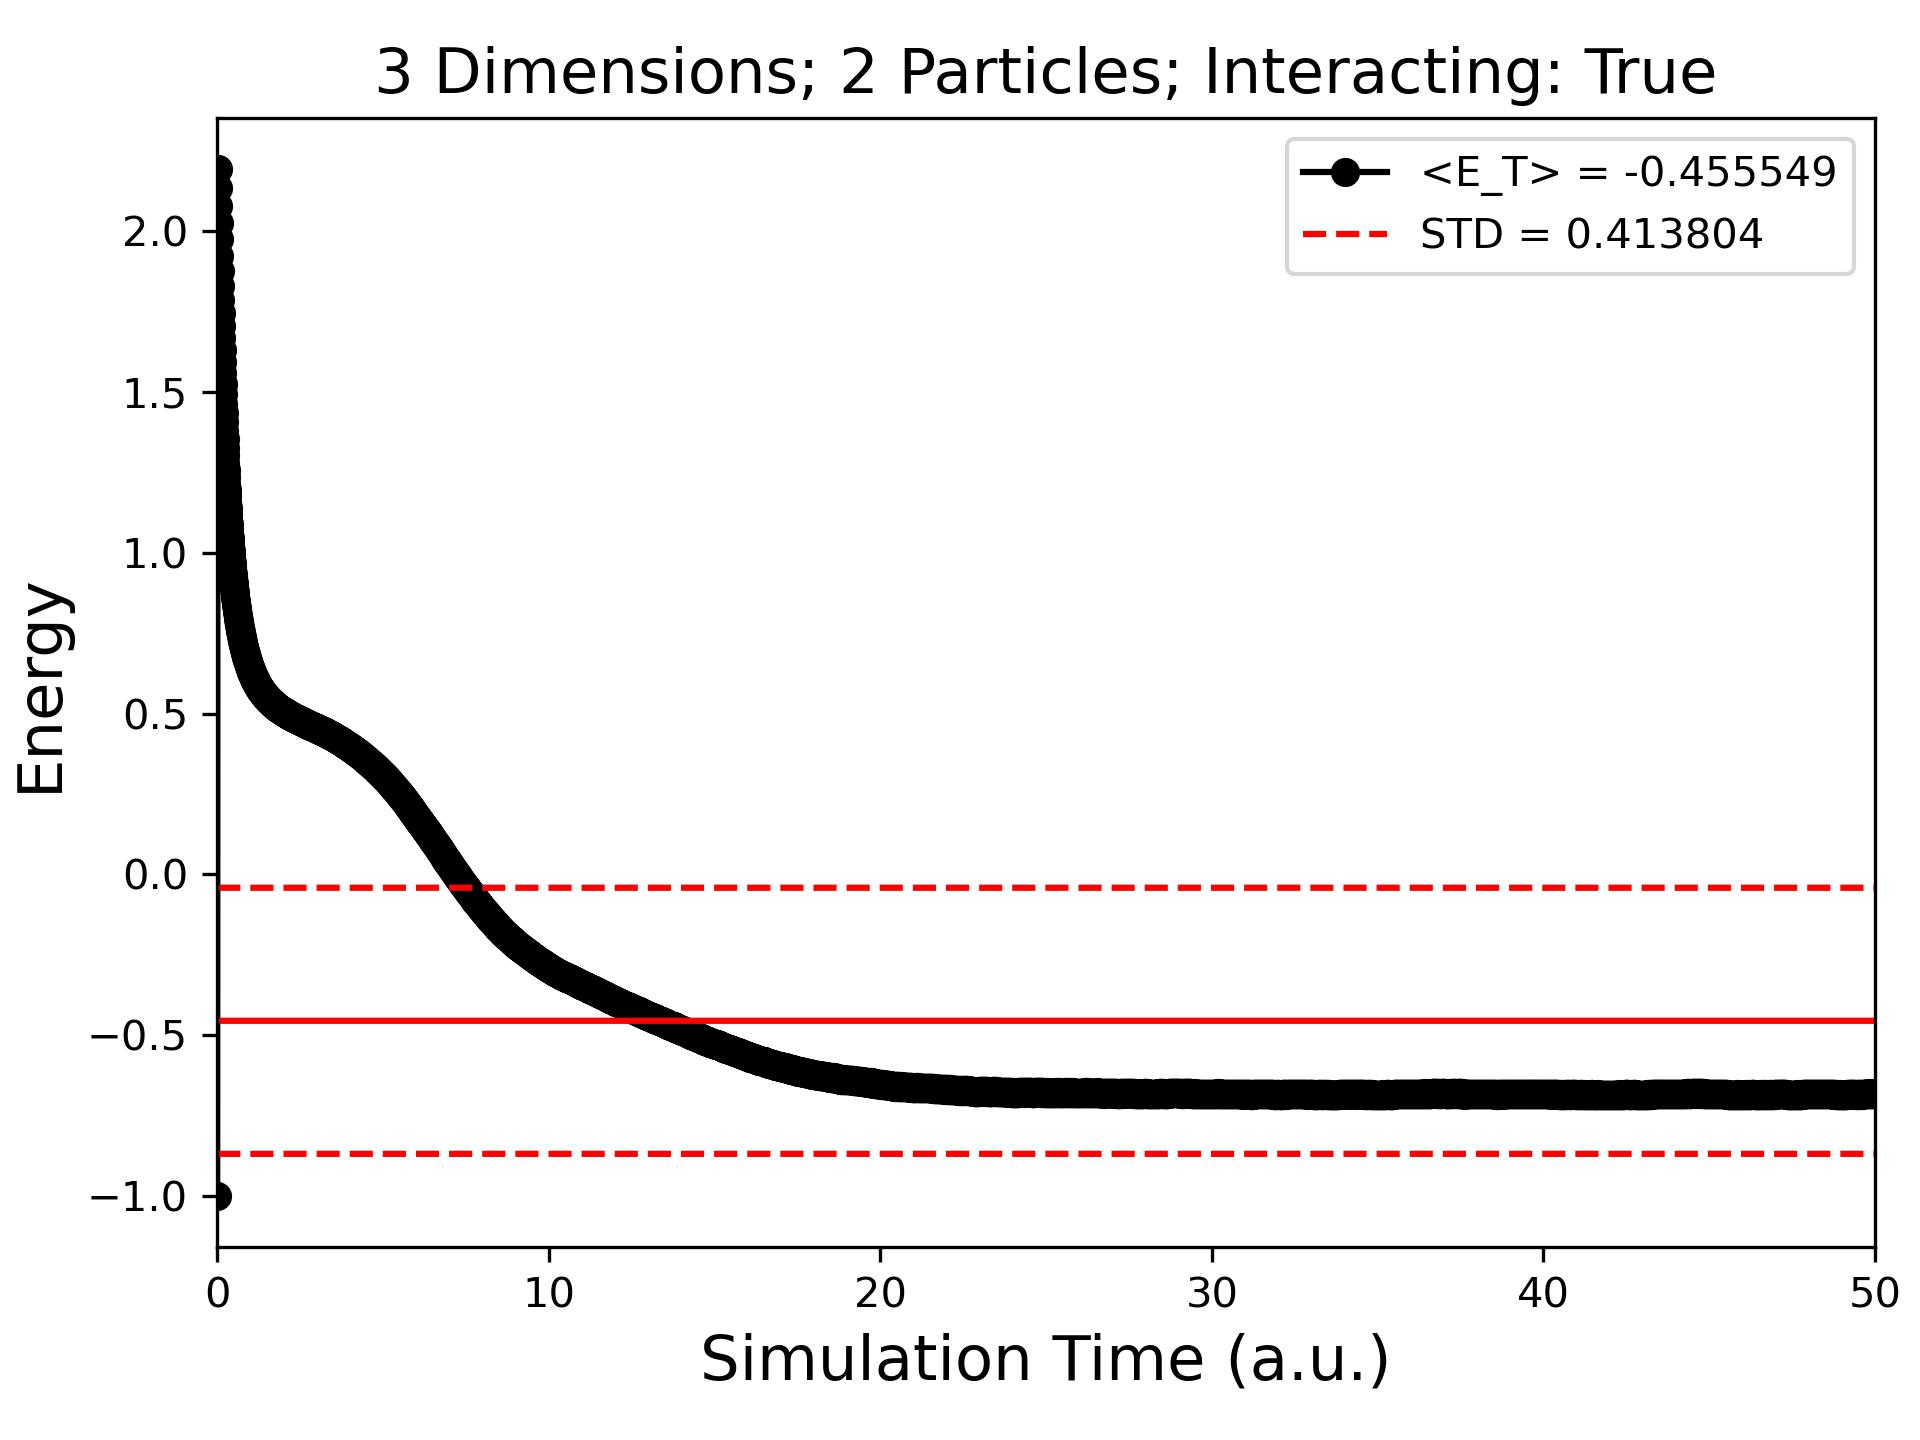 3 Dimensions; 2 Particles; Interacting: True
<E_T> = -0.455549
STD = 0.413804
Energy
2.0
1.5
1.0
0.5
0.0
−0.5
−1.0
0 10 20 30 40 50
Simulation Time (a.u.)